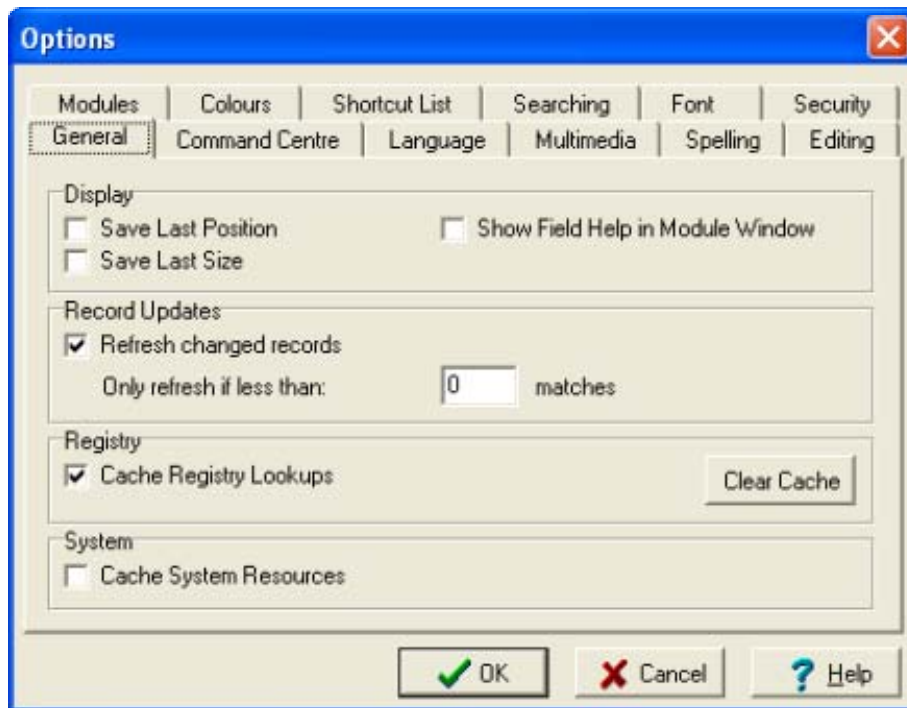 Options
Modules Colours Shortcut List Searching Font Security
General Command Centre Language Multimedia Spelling Editing
Display
Save Last Position Show Field Help in Module Window
Save Last Size
Record Updates
Refresh changed records
Only refresh if less than: 0 matches
Registry
Cache Registry Lookups Clear Cache
System
Cache System Resources
OK Cancel Help